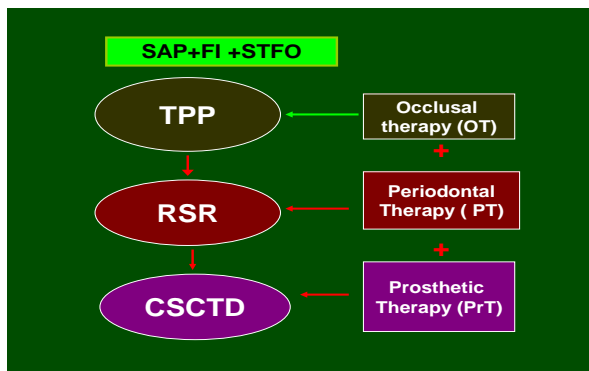 SAP+FI +STFO
TPP
Occlusal
therapy (OT)
+
RSR
Periodontal
Therapy ( PT)
+
CSCTD
Prosthetic
Therapy (PrT)